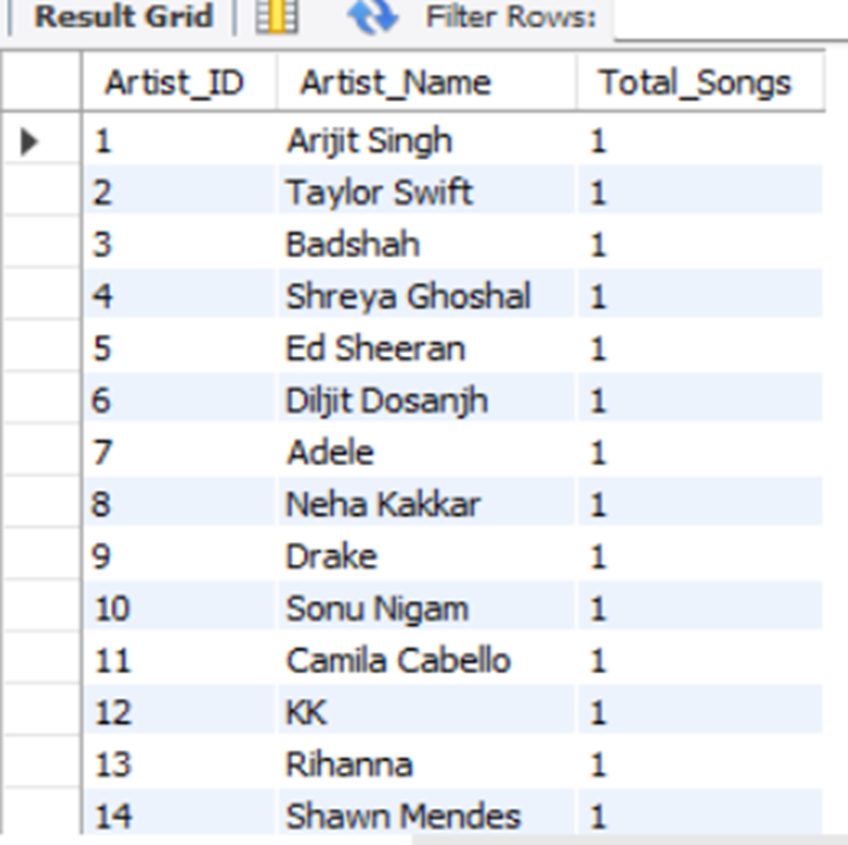 Result Grid Filter Rows:
Artist_ID Artist_Name Total_Songs
1 Arijit Singh 1
2 Taylor Swift 1
3 Badshah 1
4 Shreya Ghoshal 1
5 Ed Sheeran 1
6 Diljit Dosanjh 1
7 Adele 1
8 Neha Kakkar 1
9 Drake 1
10 Sonu Nigam 1
11 Camila Cabello 1
12 KK 1
13 Rihanna 1
14 Shawn Mendes 1